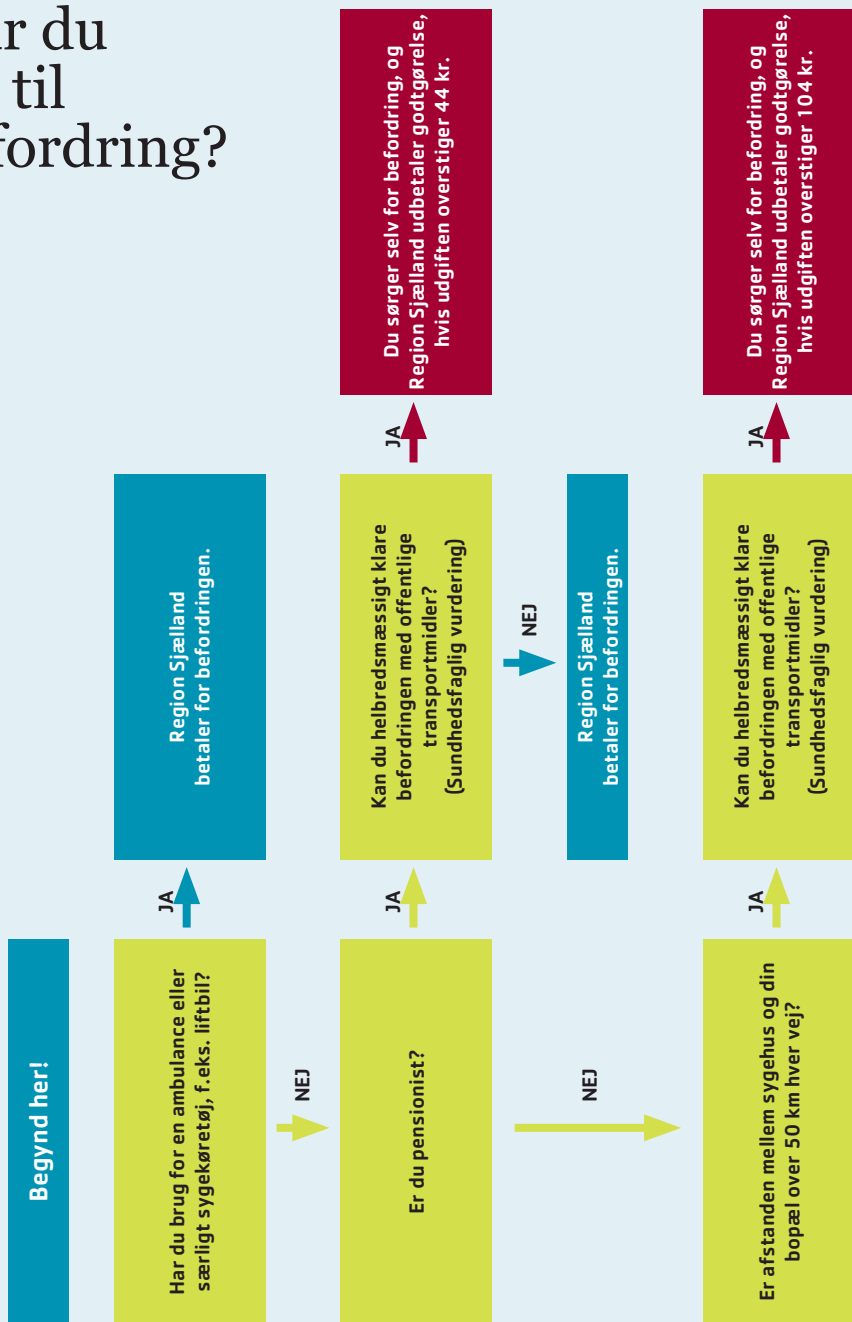 r du
til
fordring?
Begynd her!
Har du brug for en ambulance eller
særligt sygekøretøj, f.eks. liftbil?
JA
Region Sjælland
betaler for befordringen.
NEJ
Er du pensionist?
JA
Kan du helbredsmæssigt klare
befordringen med offentlige
transportmidler?
(Sundhedsfaglig vurdering)
JA
Du sørger selv for befordring, og
Region Sjælland udbetaler godtgørelse,
hvis udgiften overstiger 44 kr.
NEJ
Region Sjælland
betaler for befordringen.
NEJ
Er afstanden mellem sygehus og din
bopæl over 50 km hver vej?
JA
Kan du helbredsmæssigt klare
befordringen med offentlige
transportmidler?
(Sundhedsfaglig vurdering)
JA
Du sørger selv for befordring, og
Region Sjælland udbetaler godtgørelse,
hvis udgiften overstiger 104 kr.